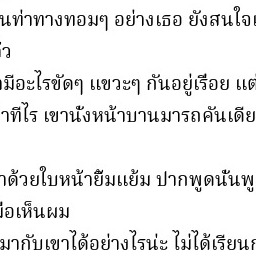 นท่าทางทอมๆ อย่างเธอ ยังสนใจ
ว
มีอะไรขัดๆ แขวะๆ กันอยู่เรื่อย แต่
าทีไร เขานั่งหน้าบานมารถคันเดีย
าด้วยใบหน้ายิ้มแย้ม ปากพูดนั่นพู
มื่อเห็นผม
มากับเขาได้อย่างไรน่ะ ไม่ได้เรียน